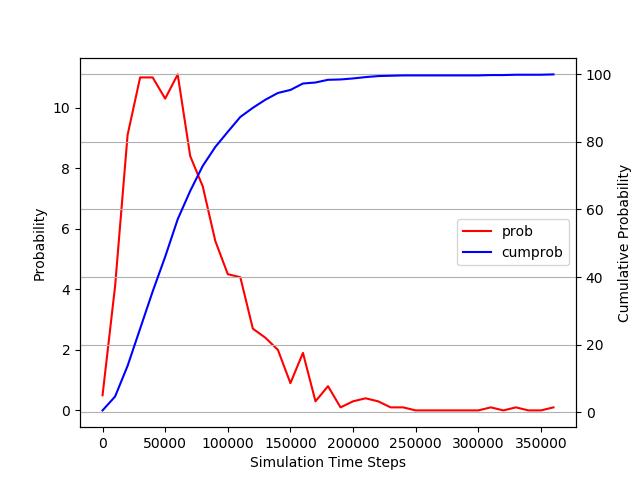 100
10
80
8
60
6
40
4
20
2
0
0
Probability
Cumulative Probability
prob
cumprob
0 50000 100000 150000 200000 250000 300000 350000
Simulation Time Steps